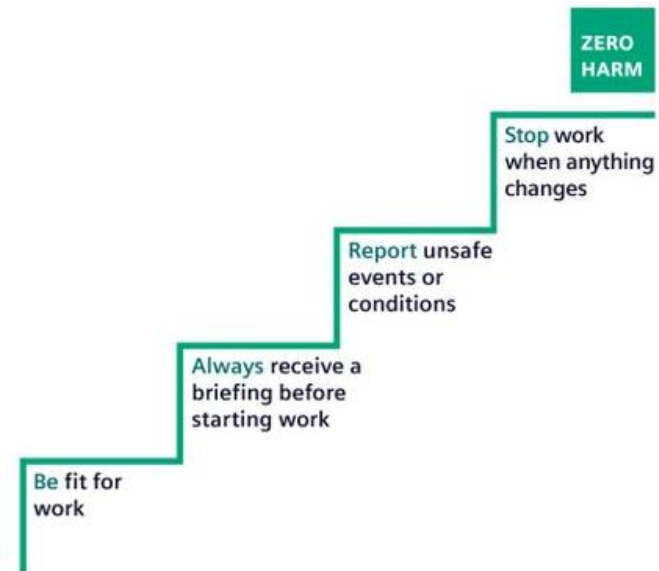 ZERO
HARM
Stop work
when anything
changes
Report unsafe
events or
conditions
Always receive a
briefing before
starting work
Be fit for
work